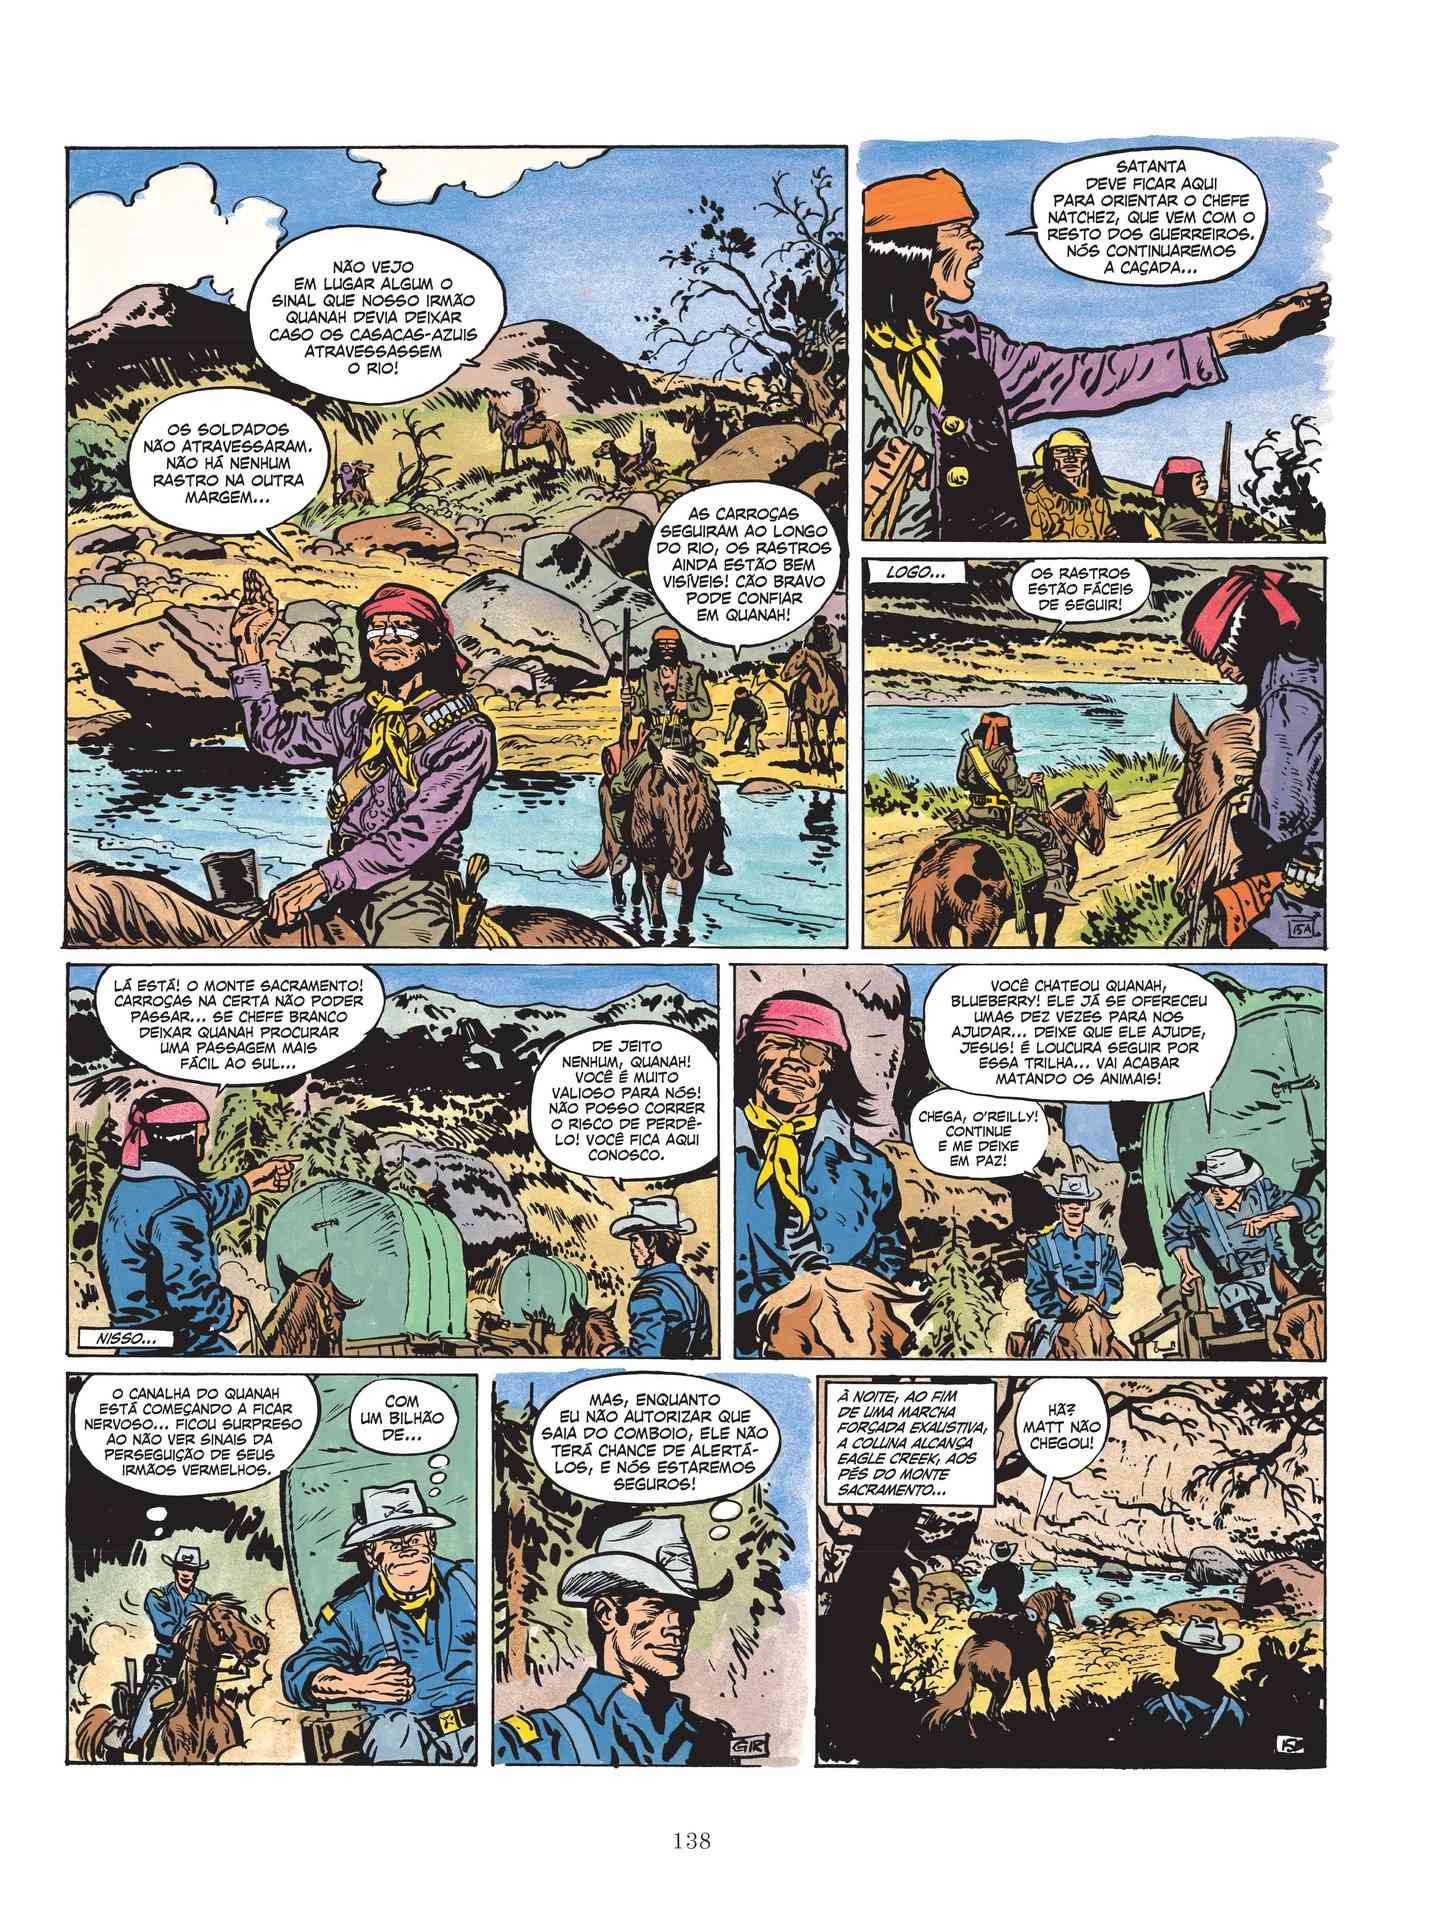 NÃO VEJO
EM LUGAR ALGUM O
SINAL QUE NOSSO IRMÃO
QUANAH DEVIA DEIXAR
CASO OS CASACAS-AZUIS
ATRAVESSASSEM
O RIO!
OS SOLDADOS
NÃO ATRAVESSARAM.
NÃO HÁ NENHUM
RASTRO NA OUTRA
MARGEM...
AS CARROÇAS
SEGUIRAM AO LONGO
DO RIO, OS RASTROS
AINDA ESTÃO BEM
VISÍVEIS! CÃO BRAVO
PODE CONFIAR
EM QUANAH!
SATANTA
DEVE FICAR AQUI
PARA ORIENTAR O CHEFE
NATCHEZ, QUE VEM COM O
RESTO DOS GUERREIROS.
NÓS CONTINUAREMOS
A CAÇADA...
LOGO...
OS RASTROS
ESTÃO FÁCEIS
DE SEGUIR!
15A
LÁ ESTÁ! O MONTE SACRAMENTO!
CARROÇAS NA CERTA NÃO PODER
PASSAR... SE CHEFE BRANCO
DEIXAR QUANAH PROCURAR
UMA PASSAGEM MAIS
FÁCIL AO SUL...
DE JEITO
NENHUM, QUANAH!
VOCÊ É MUITO
VALIOSO PARA NÓS!
NÃO POSSO CORRER
O RISCO DE PERDÊ-
LO! VOCÊ FICA AQUI
CONOSCO.
NISSO...
VOCÊ CHATEOU QUANAH,
BLUEBERRY! ELE JÁ SE OFERECEU
UMAS DEZ VEZES PARA NOS
AJUDAR... DEIXE QUE ELE AJUDE,
JESUS! É LOUCURA SEGUIR POR
ESSA TRILHA... VAI ACABAR
MATANDO OS ANIMAIS!
CHEGA, O'REILLY!
CONTINUE
E ME DEIXE
EM PAZ!
O CANALHA DO QUANAH
ESTÁ COMEÇANDO A FICAR
NERVOSO... FICOU SURPRESO
AO NÃO VER SINAIS DA
PERSEGUIÇÃO DE SEUS
IRMÃOS VERMELHOS.
COM
UM BILHÃO
DE...
MAS, ENQUANTO
EU NÃO AUTORIZAR QUE
SAIA DO COMBOIO, ELE NÃO
TERÁ CHANCE DE ALERTÁ-
LOS, E NÓS ESTAREMOS
SEGUROS!
GIR
À NOITE, AO FIM
DE UMA MARCHA
FORÇADA EXAUSTIVA,
A COLUNA ALCANÇA
EAGLE CREEK, AOS
PÉS DO MONTE
SACRAMENTO...
HÃ?
MATT NÃO
CHEGOU!
138